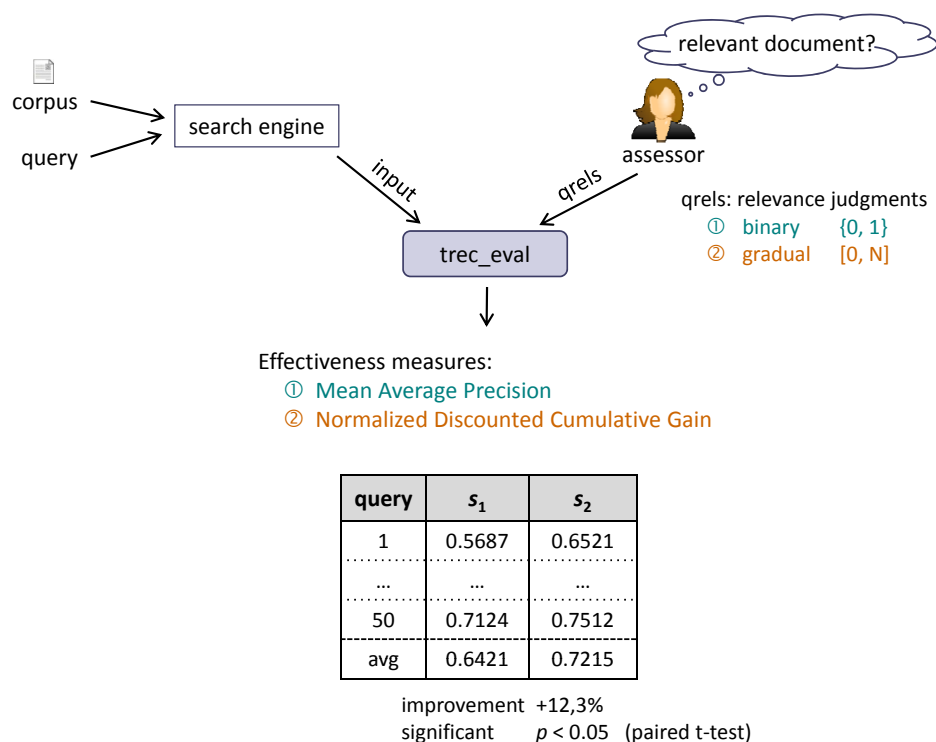 relevant document?
corpus
search engine
query
assessor
input
qrels
qrels: relevance judgments
① binary {0, 1}
② gradual [0, N]
trec_eval
Effectiveness measures:
① Mean Average Precision
② Normalized Discounted Cumulative Gain
query s1 s2
1 0.5687 0.6521
... ... ...
50 0.7124 0.7512
avg 0.6421 0.7215
improvement +12,3%
significant p < 0.05 (paired t-test)